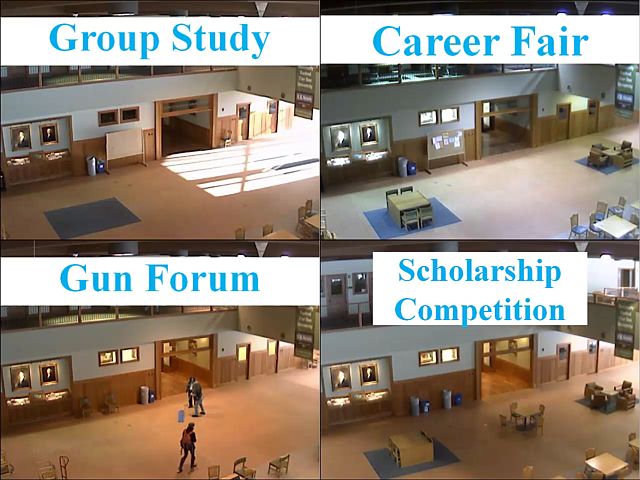 Group Study
Career Fair
Gun Forum
Scholarship
Competition